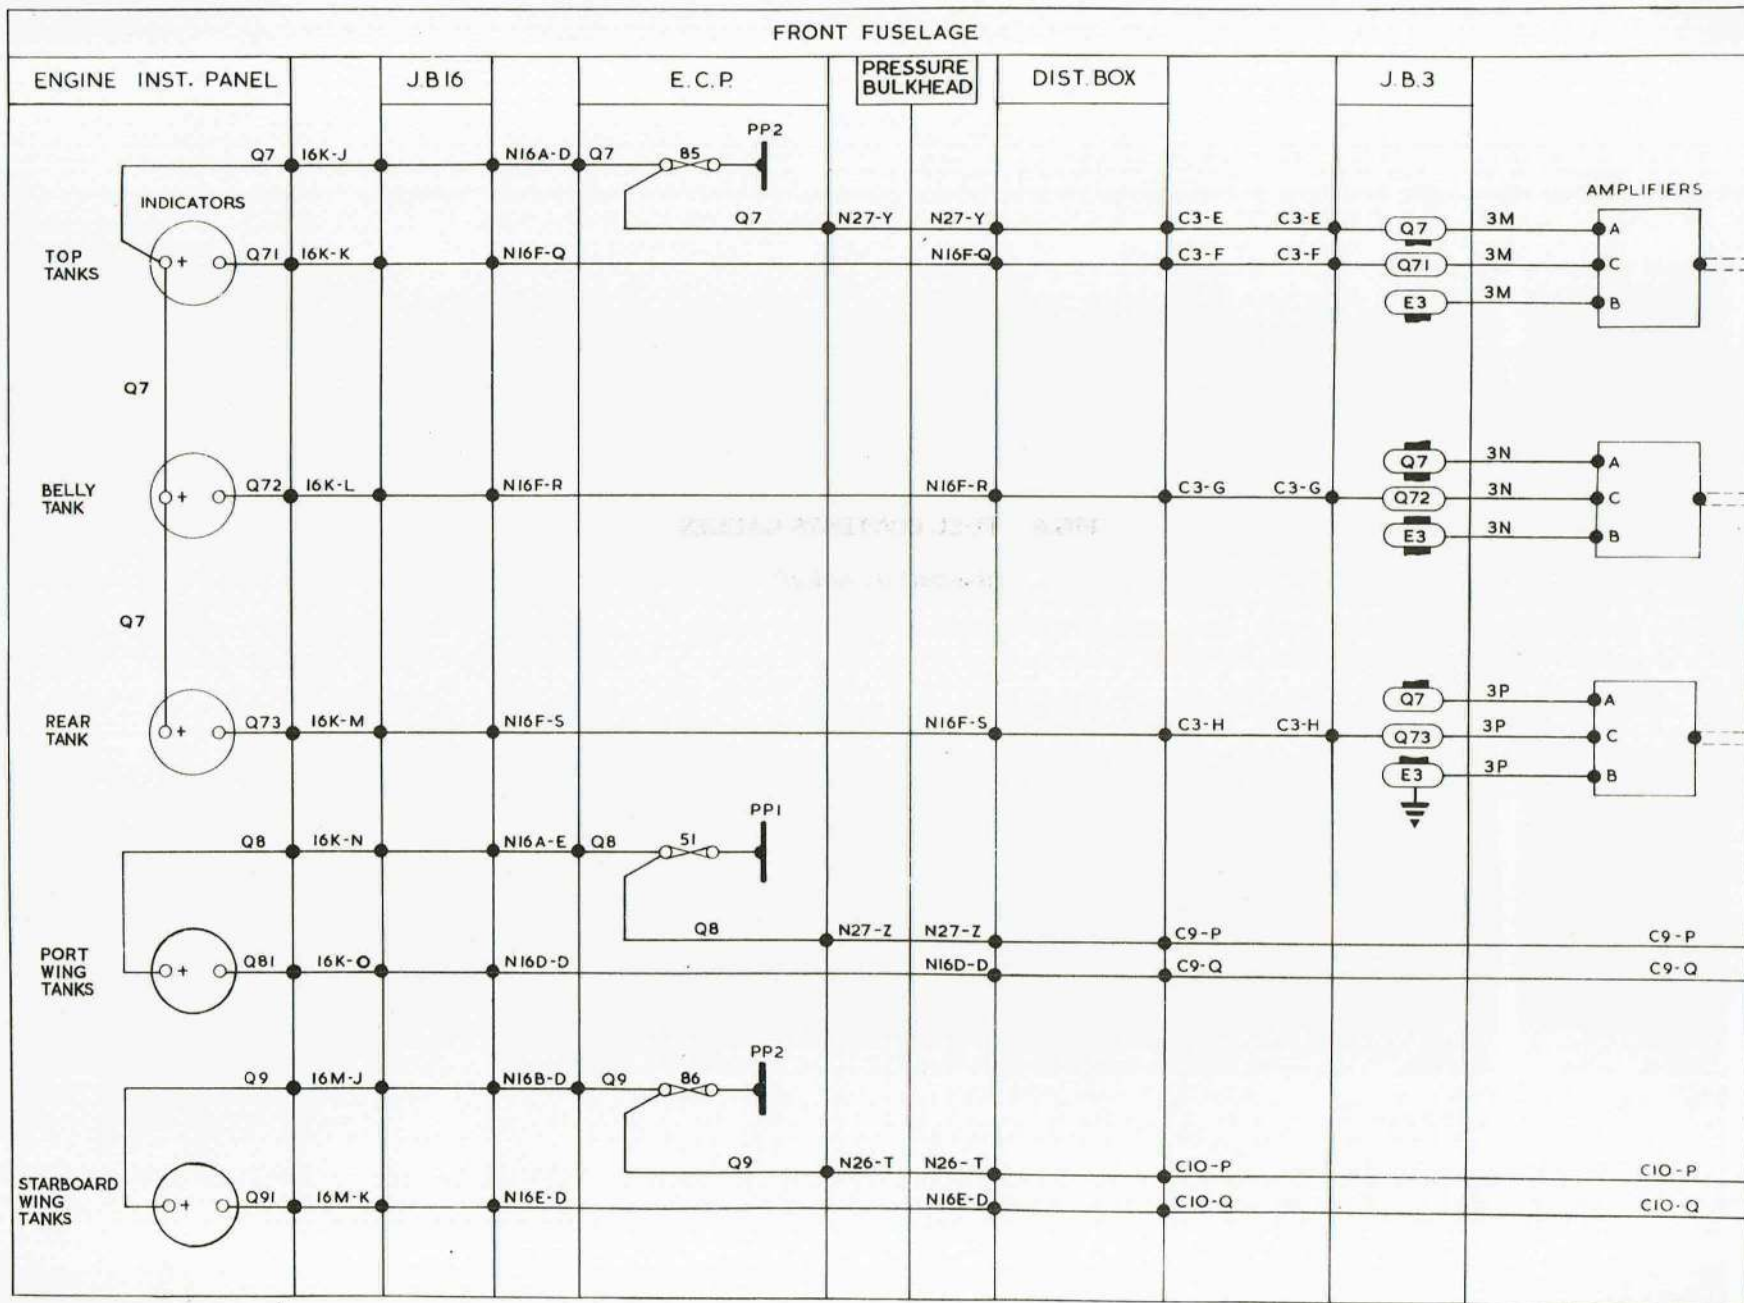 FRONT FUSELAGE
ENGINE INST. PANEL
J.B 16
E.C.P.
PRESSURE
BULKHEAD
DIST. BOX
J.B.3
PP2
Q7 16K-J N16A-D Q7 85
INDICATORS
AMPLIFIERS
Q7 N27-Y N27-Y C3-E C3-E Q7 3M A
TOP
TANKS
+ Q71 16K-K N16F-Q N16F-Q C3-F C3-F Q71 3M C
E3 3M B
Q7
Q7 3N A
BELLY
TANK
+ Q72 16K-L N16F-R N16F-R C3-G C3-G Q72 3N C
E3 3N B
Q7
Q7 3P A
REAR
TANK
+ Q73 16K-M N16F-S N16F-S C3-H C3-H Q73 3P C
E3 3P B
PP1
Q8 16K-N N16A-E Q8 51
Q8 N27-Z N27-Z C9-P C9-P
PORT
WING
TANKS
+ Q81 16K-O N16D-D N16D-D C9-Q C9-Q
PP2
Q9 16M-J N16B-D Q9 86
Q9 N26-T N26-T C10-P C10-P
STARBOARD
WING
TANKS
+ Q91 16M-K N16E-D N16E-D C10-Q C10-Q